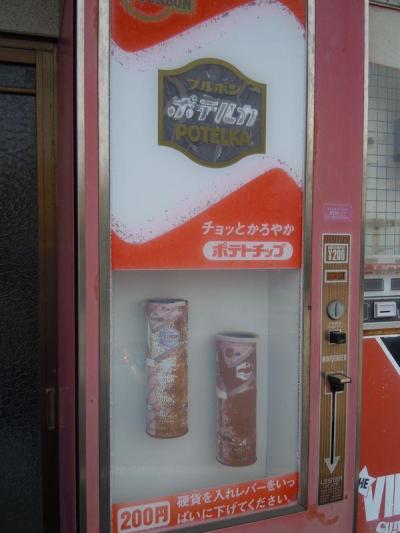 BOURBON
ブルボン
ポテルカ
POTELKA
チョッとかろやか
ポテトチップ
¥200
200円
硬貨を入れレバーをいっ
ぱいに下げてください。
THE